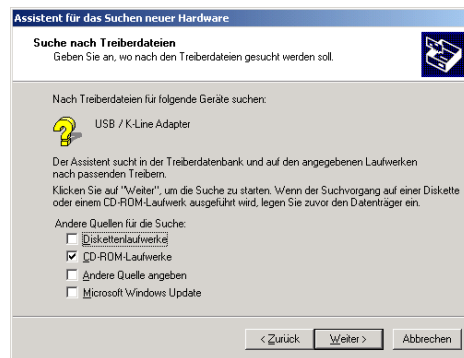 Assistent für das Suchen neuer Hardware
Suche nach Treiberdateien
Geben Sie an, wo nach den Treiberdateien gesucht werden soll.
Nach Treiberdateien für folgende Geräte suchen:
USB / K-Line Adapter
Der Assistent sucht in der Treiberdatenbank und auf den angegebenen Laufwerken
nach passenden Treibern.
Klicken Sie auf "Weiter", um die Suche zu starten. Wenn der Suchvorgang auf einer Diskette
oder einem CD-ROM-Laufwerk ausgeführt wird, legen Sie zuvor den Datenträger ein.
Andere Quellen für die Suche:
Diskettenlaufwerke
CD-ROM-Laufwerke
Andere Quelle angeben
Microsoft Windows Update
< Zurück Weiter > Abbrechen